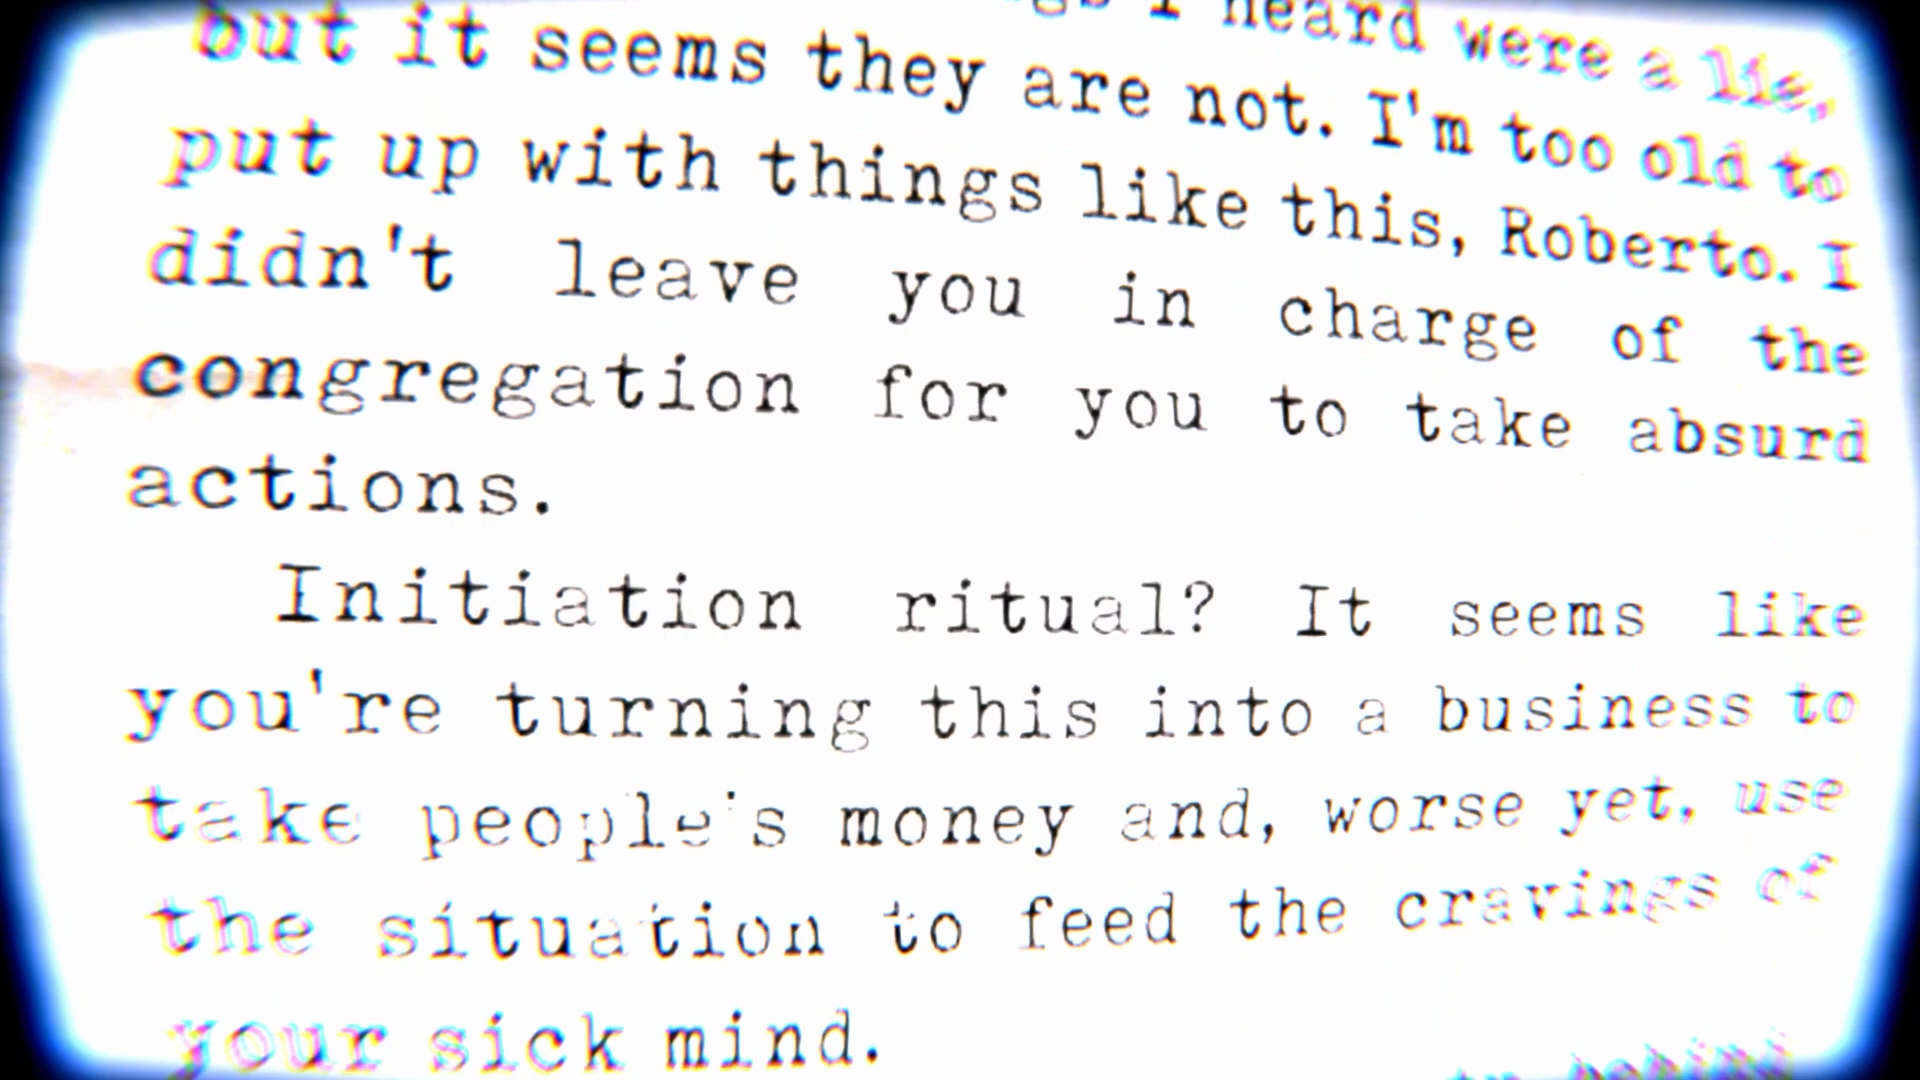 I heard were a lie,
but it seems they are not. I'm too old to
put up with things like this, Roberto. I
didn't leave you in charge of the
congregation for you to take absurd
actions.
Initiation ritual? It seems like
you're turning this into a business to
take people's money and, worse yet, use
the situation to feed the cravings of
your sick mind.